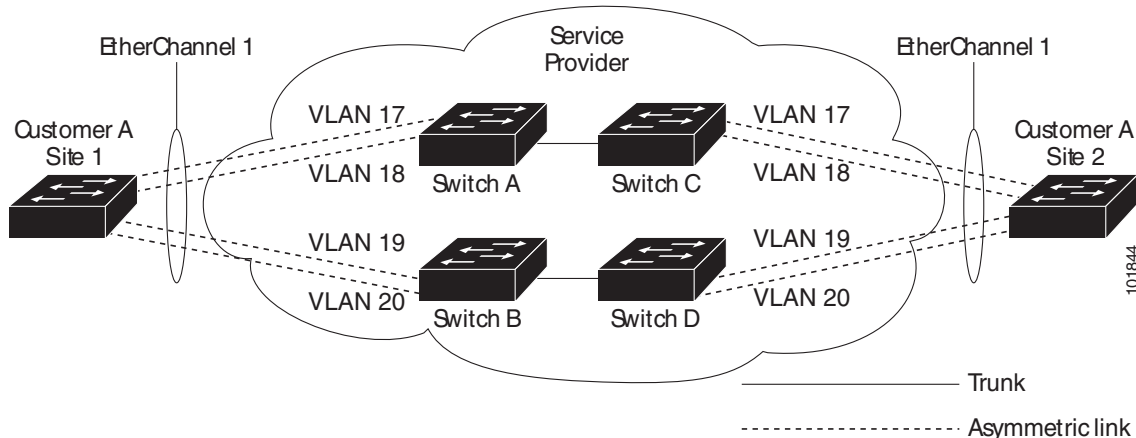 EtherChannel 1
Service
Provider
EtherChannel 1
Customer A
Site 1
VLAN 17
VLAN 18
Switch A
Switch C
VLAN 17
VLAN 18
Customer A
Site 2
VLAN 19
VLAN 20
Switch B
Switch D
VLAN 19
VLAN 20
101844
Trunk
Asymmetric link